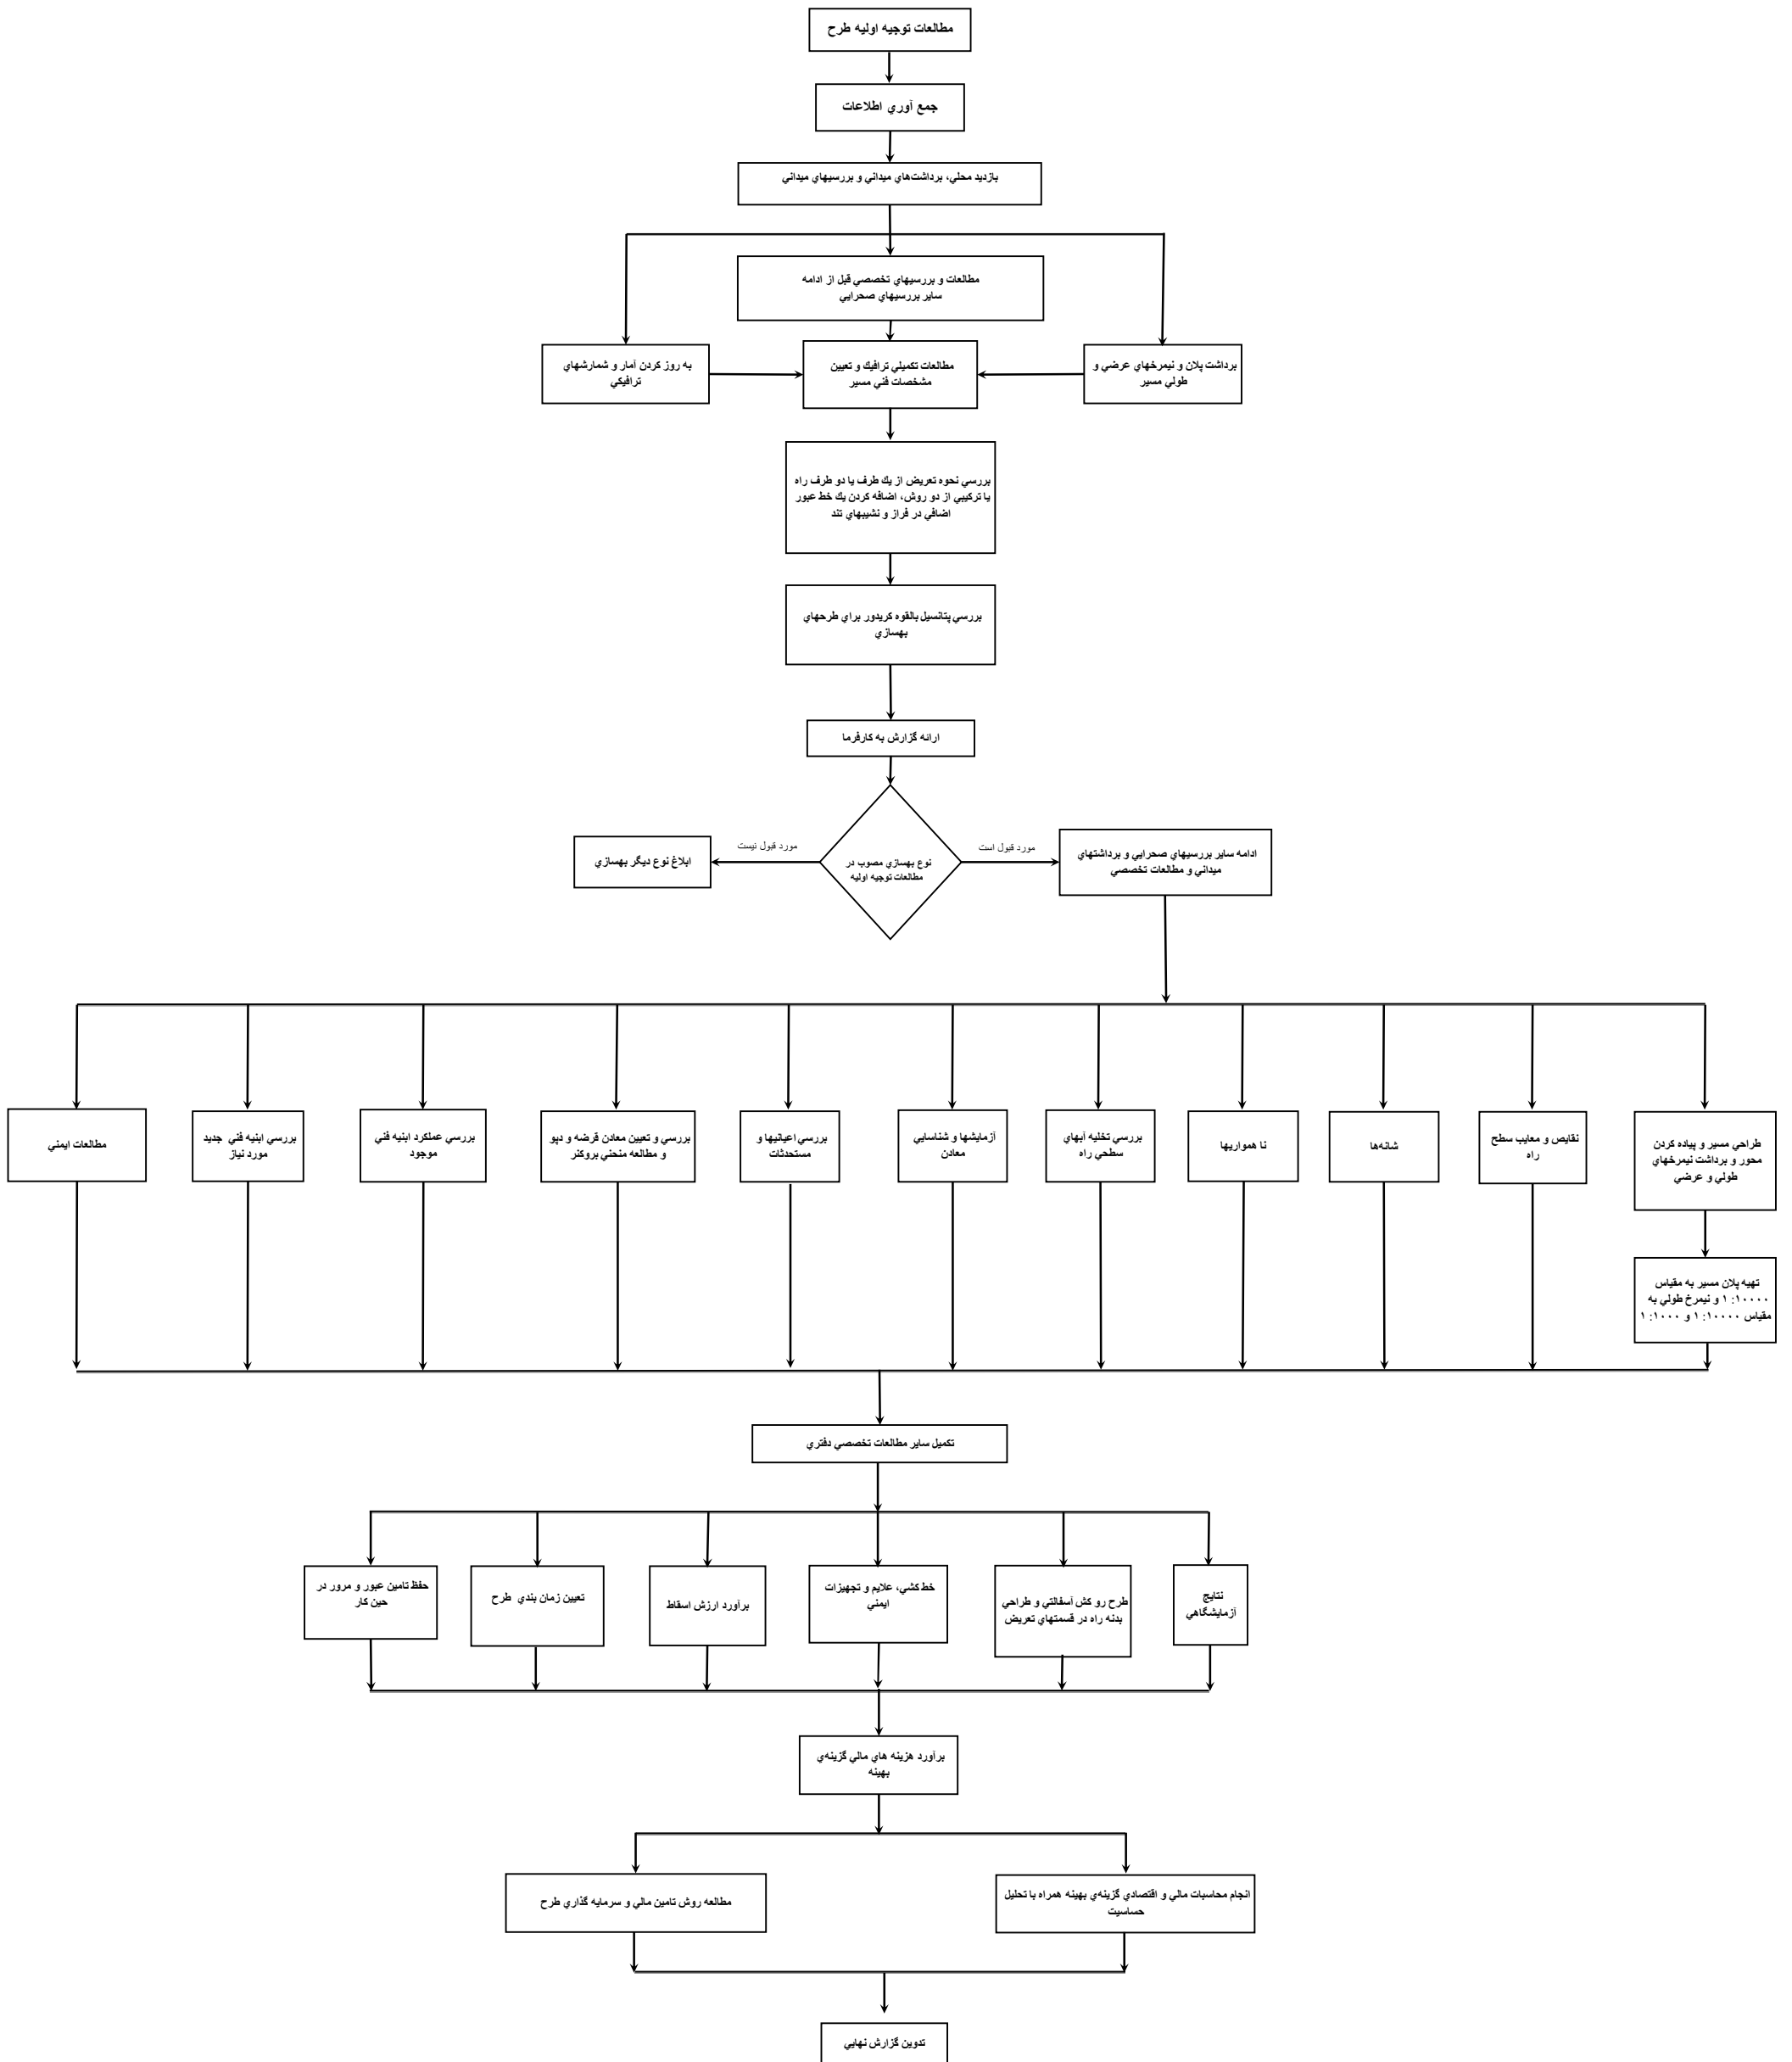 مطالعات توجيه اوليه طرح
جمع آوري اطلاعات
بازديد محلي، برداشت‌هاي ميداني و بررسيهاي ميداني
مطالعات و بررسيهاي تخصصي قبل از ادامه
ساير بررسيهاي صحرايي
برداشت پلان و نيمرخهاي عرضي و
طولي مسير
مطالعات تكميلي ترافيك و تعيين
مشخصات فني مسير
به روز كردن آمار و شمارشهاي
ترافيكي
بررسي نحوه تعريض از يك طرف يا دو طرف راه
يا تركيبي از دو روش، اضافه كردن يك خط عبور
اضافي در فراز و نشيبهاي تند
بررسي پتانسيل بالقوه كريدور براي طرحهاي
بهسازي
ارائه گزارش به كارفرما
ادامه ساير بررسيهاي صحرايي و برداشتهاي
ميداني و مطالعات تخصصي
مورد قبول است
نوع بهسازي مصوب در
مطالعات توجيه اوليه
مورد قبول نيست
ابلاغ نوع ديگر بهسازي
طراحي مسير و پياده كردن
محور و برداشت نيمرخهاي
طولي و عرضي
نقايص و معايب سطح
راه
شانه‌ها
نا همواريها
بررسي تخليه آبهاي
سطحي راه
آزمايشها و شناسايي
معادن
بررسي اعيانيها و
مستحدثات
بررسي و تعيين معادن قرضه و دپو
و مطالعه منحني بروكنر
بررسي عملكرد ابنيه فني
موجود
بررسي ابنيه فني جديد
مورد نياز
مطالعات ايمني
تهيه پلان مسير به مقياس
۱:۱۰۰۰۰ و نيمرخ طولي به
مقياس ۱:۱۰۰۰۰ و ۱:۱۰۰۰
تكميل ساير مطالعات تخصصي دفتري
نتايج
آزمايشگاهي
طرح رو كش آسفالتي و طراحي
بدنه راه در قسمتهاي تعريض
خط كشي، علايم و تجهيزات
ايمني
برآورد ارزش اسقاط
تعيين زمان بندي طرح
حفظ تامين عبور و مرور در
حين كار
برآورد هزينه هاي مالي گزينه‌ي
بهينه
انجام محاسبات مالي و اقتصادي گزينه‌ي بهينه همراه با تحليل
حساسيت
مطالعه روش تامين مالي و سرمايه گذاري طرح
تدوين گزارش نهايي